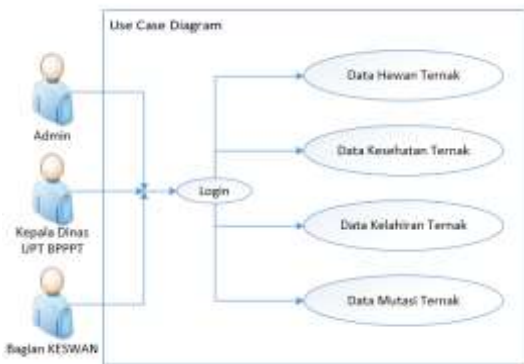 Use Case Diagram
Data Hewan Ternak
Admin
Data Kesehatan Ternak
Login
Kepala Dinas
UPT BPPPT
Data Kelahiran Ternak
Bagian KESWAN
Data Mutasi Ternak